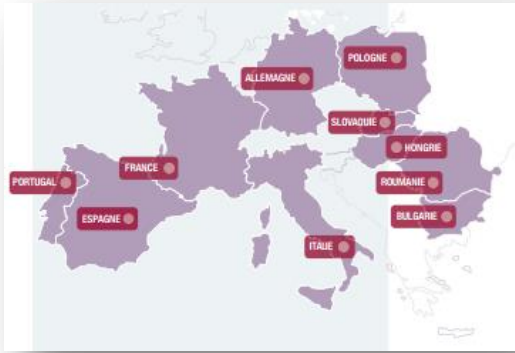 POLOGNE
ALLEMAGNE
SLOVAQUIE
HONGRIE
FRANCE
PORTUGAL
ROUMANIE
ESPAGNE
BULGARIE
ITALIE